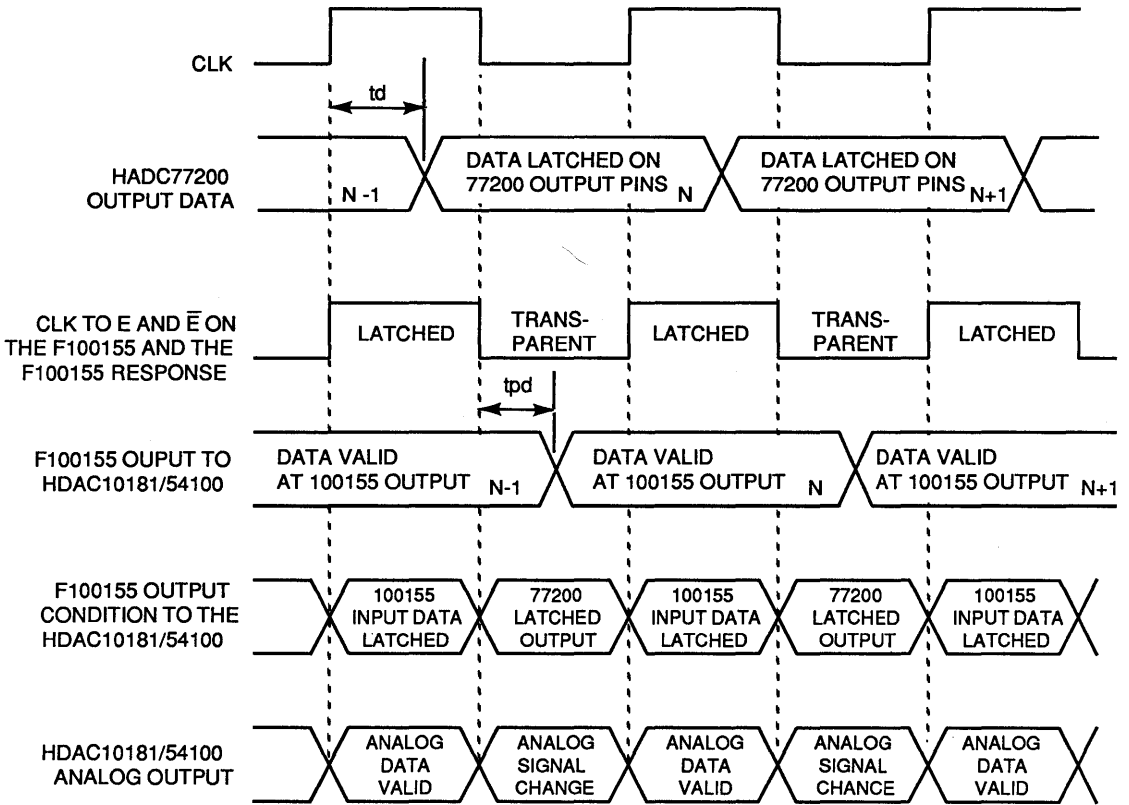 CLK
td
HADC77200
OUTPUT DATA
N -1
DATA LATCHED ON
77200 OUTPUT PINS
N
DATA LATCHED ON
77200 OUTPUT PINS
N+1
CLK TO E AND E̅ ON
THE F100155 AND THE
F100155 RESPONSE
LATCHED
TRANS-
PARENT
LATCHED
TRANS-
PARENT
LATCHED
tpd
F100155 OUPUT TO
HDAC10181/54100
DATA VALID
AT 100155 OUTPUT
N-1
DATA VALID
AT 100155 OUTPUT
N
DATA VALID
AT 100155 OUTPUT
N+1
F100155 OUTPUT
CONDITION TO THE
HDAC10181/54100
100155
INPUT DATA
LATCHED
77200
LATCHED
OUTPUT
100155
INPUT DATA
LATCHED
77200
LATCHED
OUTPUT
100155
INPUT DATA
LATCHED
HDAC10181/54100
ANALOG OUTPUT
ANALOG
DATA
VALID
ANALOG
SIGNAL
CHANGE
ANALOG
DATA
VALID
ANALOG
SIGNAL
CHANCE
ANALOG
DATA
VALID